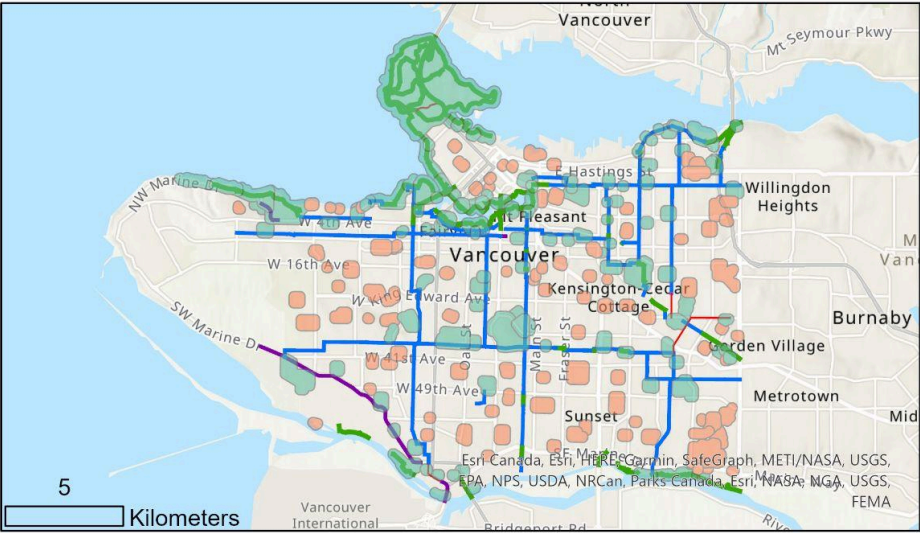 North
Vancouver
Mt Seymour Pkwy
E Hastings St
NW Marine D
Willingdon
Heights
W 4th Ave
Mt Pleasant
Vancouver
W 16th Ave
Kensington-Cedar
Cottage
W King Edward Ave
Burnaby
SW Marine D
Oak St
Main St
Fraser St
Garden Village
W 41st Ave
W 49th Ave
Metrotown
Sunset
Mid
SE Marine
Esri Canada, Esri, HERE, Garmin, SafeGraph, METI/NASA, USGS,
EPA, NPS, USDA, NRCan, Parks Canada, Esri, NASA, NGA, USGS,
FEMA
5
Kilometers
Vancouver
International
Bridgeport Rd